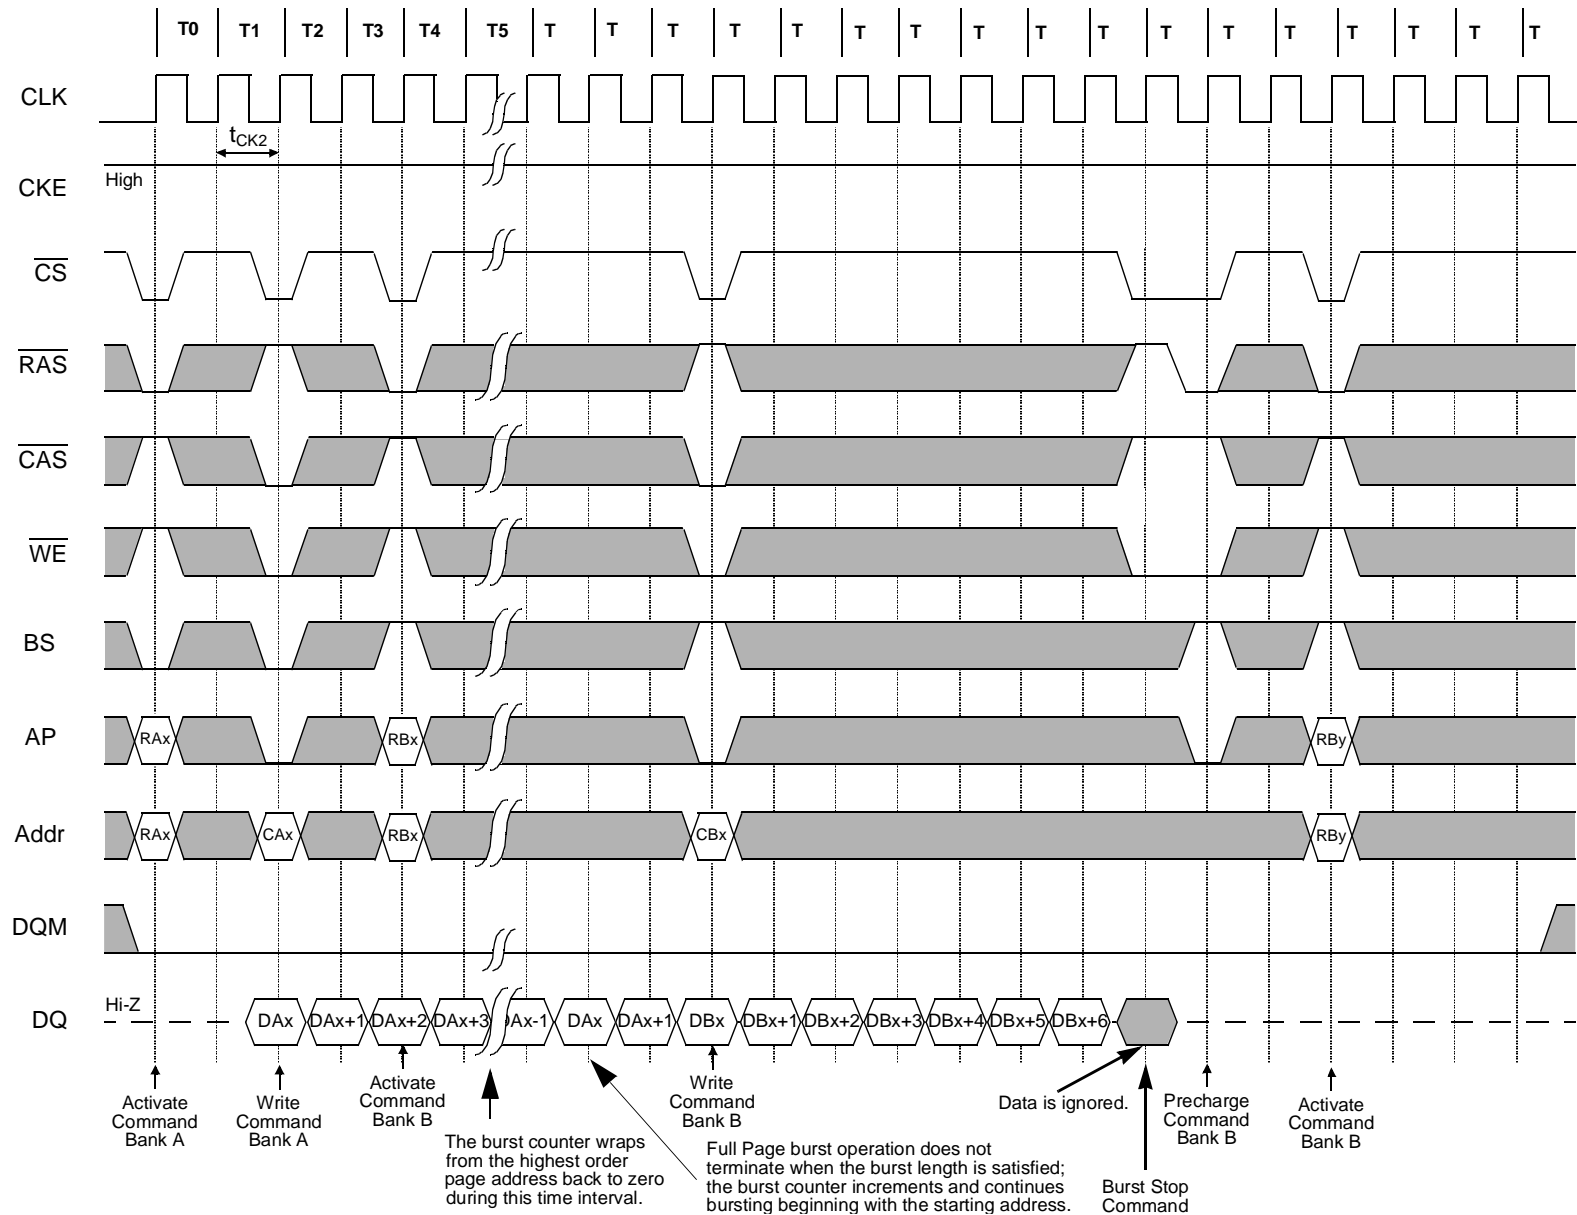 T0 T1 T2 T3 T4 T5 T T T T T T T T T T T T T T T T T
CLK
tCK2
CKE
High
CS
RAS
CAS
WE
BS
AP
RAx RBx RBy
Addr
RAx CAx RBx CBx RBy
DQM
DQ
Hi-Z
DAx DAx+1 DAx+2 DAx+3 DAx-1 DAx DAx+1 DBx DBx+1 DBx+2 DBx+3 DBx+4 DBx+5 DBx+6
Activate
Command
Bank A
Write
Command
Bank A
Activate
Command
Bank B
The burst counter wraps
from the highest order
page address back to zero
during this time interval.
Write
Command
Bank B
Full Page burst operation does not
terminate when the burst length is satisfied;
the burst counter increments and continues
bursting beginning with the starting address.
Data is ignored.
Burst Stop
Command
Precharge
Command
Bank B
Activate
Command
Bank B